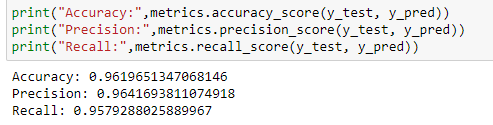 print("Accuracy:",metrics.accuracy_score(y_test, y_pred))
print("Precision:",metrics.precision_score(y_test, y_pred))
print("Recall:",metrics.recall_score(y_test, y_pred))
Accuracy: 0.9619651347068146
Precision: 0.9641693811074918
Recall: 0.9579288025889967